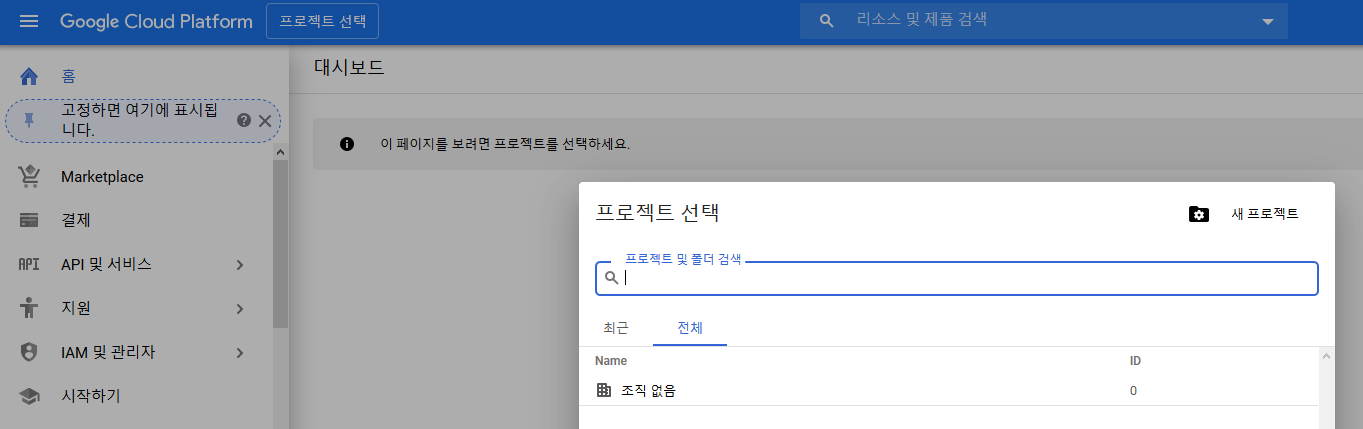 Google Cloud Platform
프로젝트 선택
리소스 및 제품 검색
홈
고정하면 여기에 표시됩
니다.
Marketplace
결제
API API 및 서비스
지원
IAM 및 관리자
시작하기
대시보드
이 페이지를 보려면 프로젝트를 선택하세요.
프로젝트 선택
새 프로젝트
프로젝트 및 폴더 검색
최근
전체
Name
ID
조직 없음
0